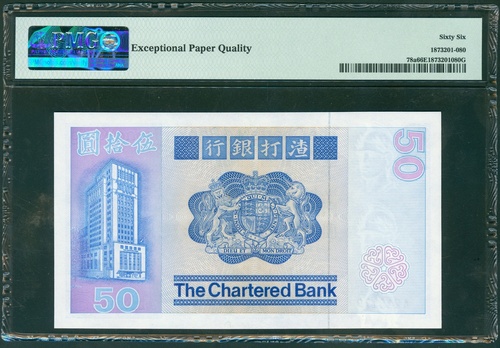 PMG
Exceptional Paper Quality
Sixty Six
1873201-080
78a66E1873201080G
圓拾伍
行銀打渣
50
DIEU ET MON DROIT
50
The Chartered Bank